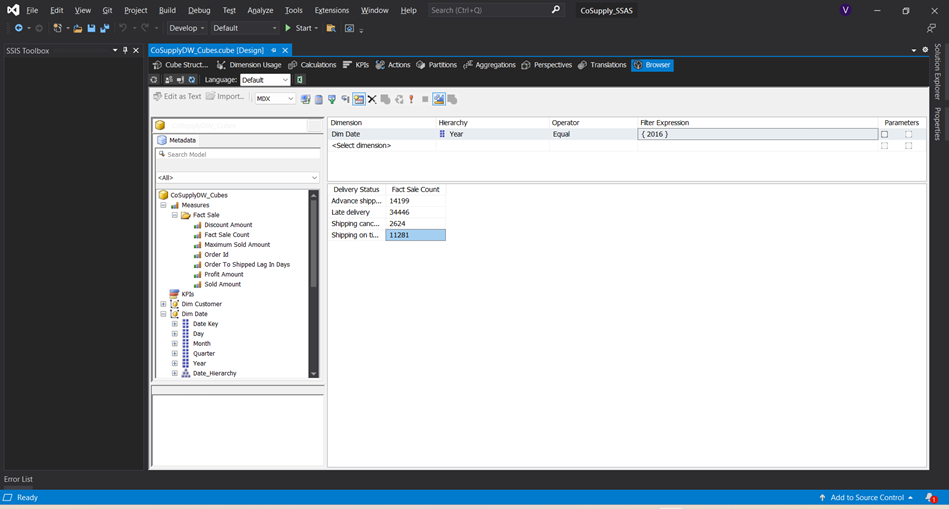 File Edit View Git Project Build Debug Test Analyze Tools Extensions Window Help Search (Ctrl+Q) CoSupply_SSAS V
Develop Default Start
SSIS Toolbox
CoSupplyDW_Cubes.cube [Design]
Cube Struct... Dimension Usage Calculations KPIs Actions Partitions Aggregations Perspectives Translations Browser
Language: Default
Edit as Text Import... MDX
Dimension Hierarchy Operator Filter Expression Parameters
Dim Date Year Equal { 2016 }
<Select dimension>
Metadata
Search Model
<All>
CoSupplyDW_Cubes
Measures
Fact Sale
Discount Amount
Fact Sale Count
Maximum Sold Amount
Order Id
Order To Shipped Lag In Days
Profit Amount
Sold Amount
KPIs
Dim Customer
Dim Date
Date Key
Day
Month
Quarter
Year
Date_Hierarchy
Delivery Status Fact Sale Count
Advance shipp... 14199
Late delivery 34446
Shipping canc... 2624
Shipping on ti... 11281
Solution Explorer
Properties
Error List
Ready
Add to Source Control
1